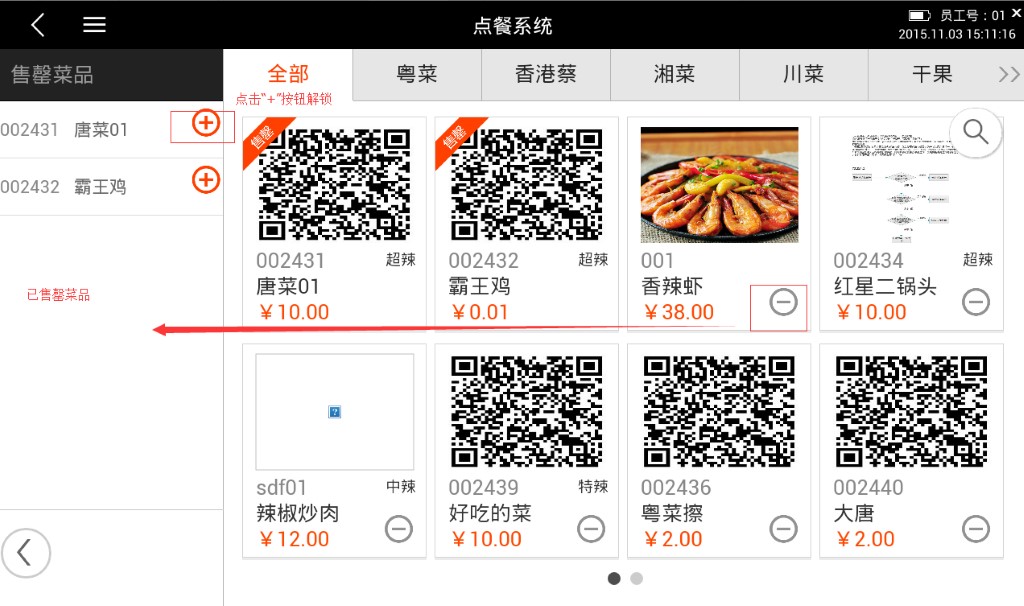 点餐系统
员工号：01
2015.11.03 15:11:16
售罄菜品
全部
粤菜
香港蔡
湘菜
川菜
干果
点击"+"按钮解锁
002431 唐菜01
002432 霸王鸡
已售罄菜品
售罄
002431 超辣
唐菜01
￥10.00
售罄
002432 超辣
霸王鸡
￥0.01
001
香辣虾
￥38.00
002434 超辣
红星二锅头
￥10.00
sdf01 中辣
辣椒炒肉
￥12.00
002439 特辣
好吃的菜
￥10.00
002436
粤菜擦
￥2.00
002440
大唐
￥2.00